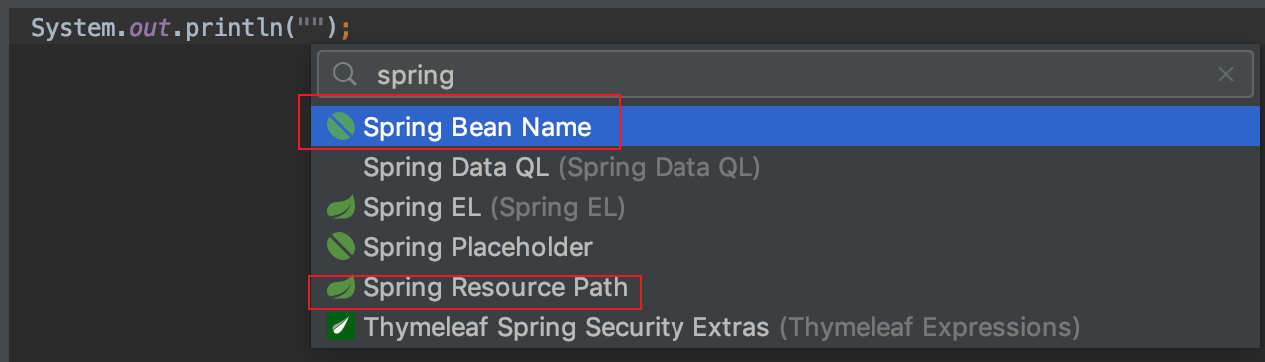 System.out.println("");
spring
Spring Bean Name
Spring Data QL (Spring Data QL)
Spring EL (Spring EL)
Spring Placeholder
Spring Resource Path
Thymeleaf Spring Security Extras (Thymeleaf Expressions)